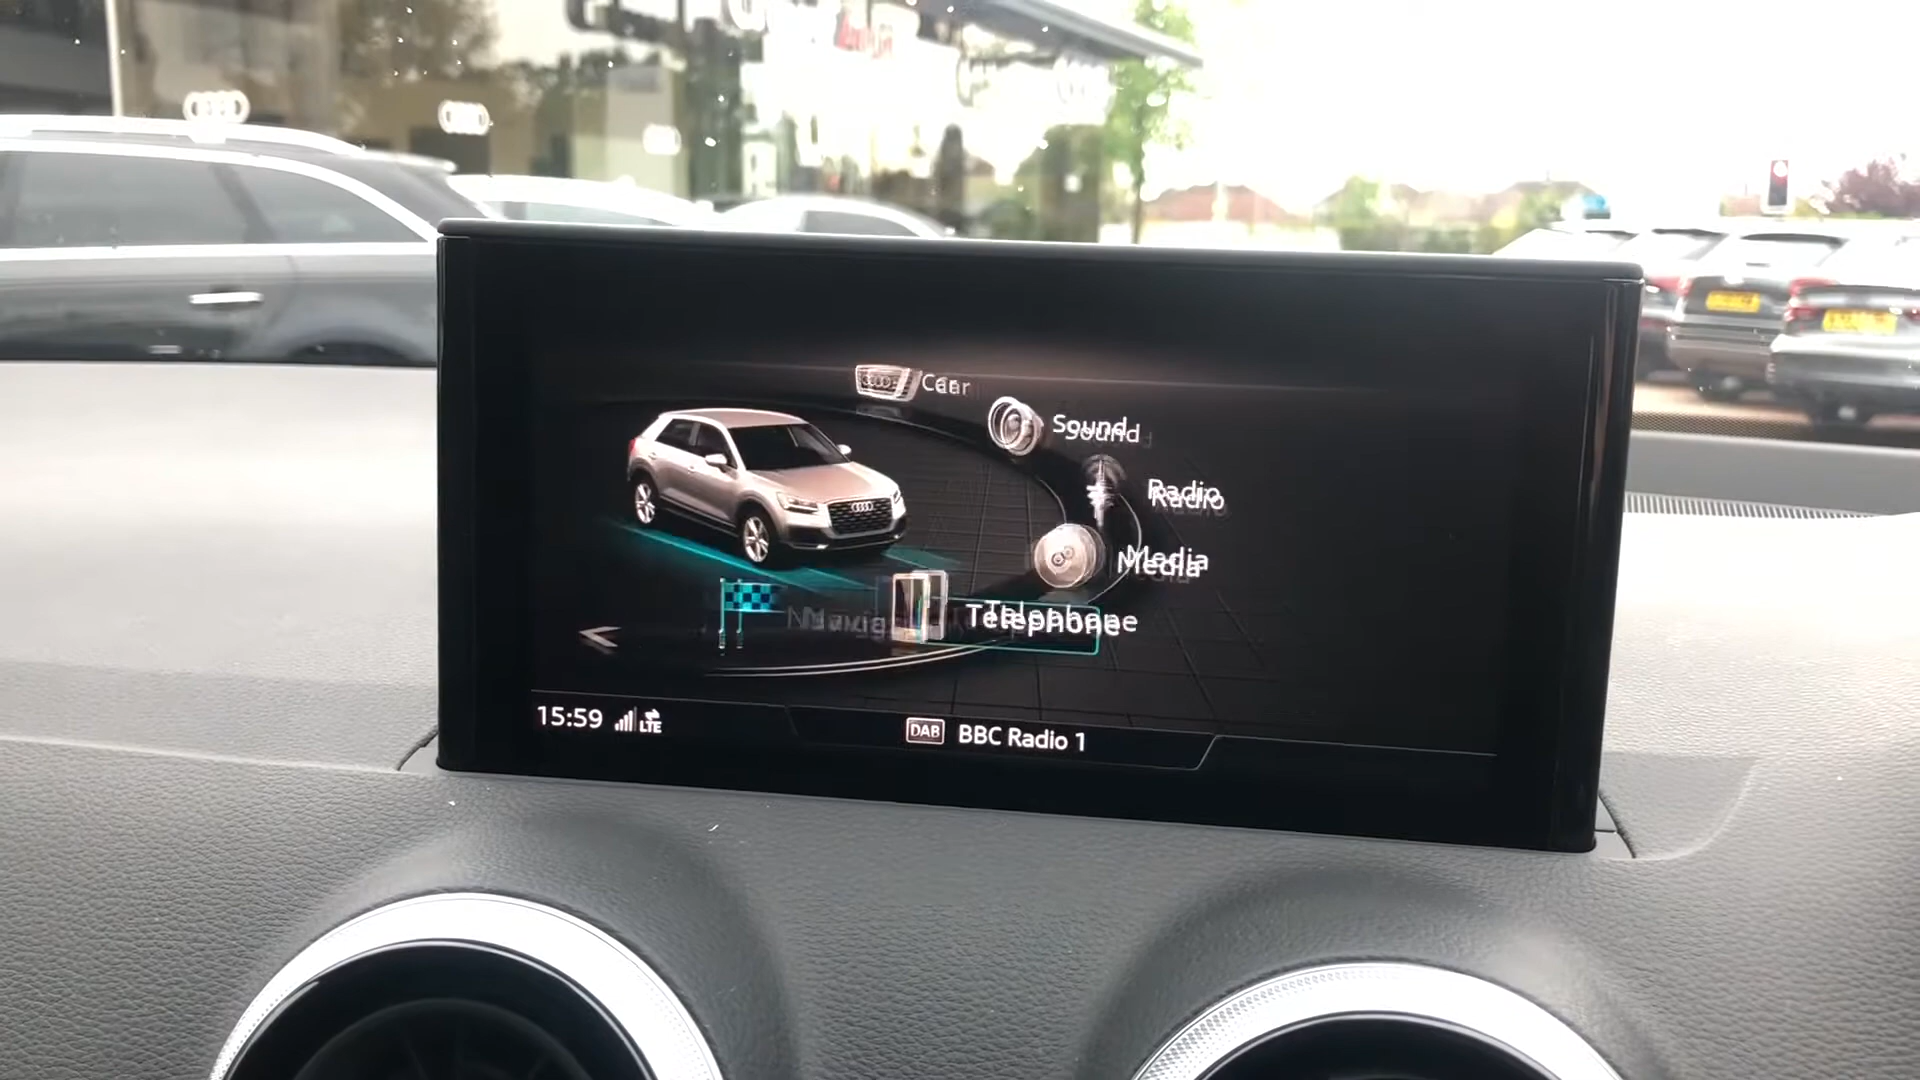 Car
Sound
Radio
Media
Telephone
15:59 LTE
DAB BBC Radio 1